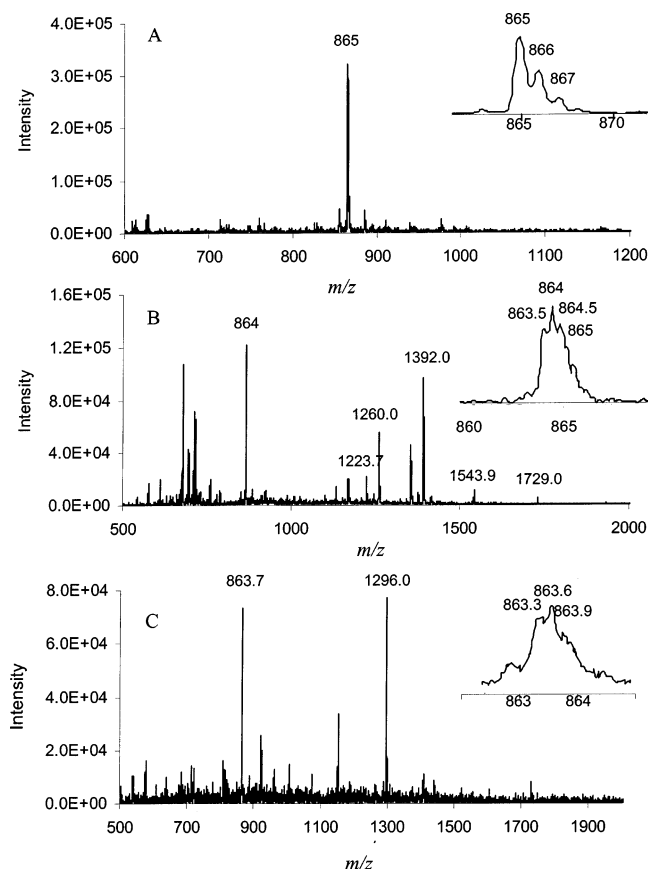 A
865
4.0E+05
3.0E+05
2.0E+05
1.0E+05
0.0E+00
Intensity
600 700 800 900 1000 1100 1200
m/z
865
866
867
865 870
B
864
1392.0
1260.0
1223.7
1543.9
1729.0
1.6E+05
1.2E+05
8.0E+04
4.0E+04
0.0E+00
Intensity
500 1000 1500 2000
m/z
864
863.5 864.5
865
860 865
C
863.7
1296.0
8.0E+04
6.0E+04
4.0E+04
2.0E+04
0.0E+00
Intensity
500 700 900 1100 1300 1500 1700 1900
m/z
863.6
863.3
863.9
863 864